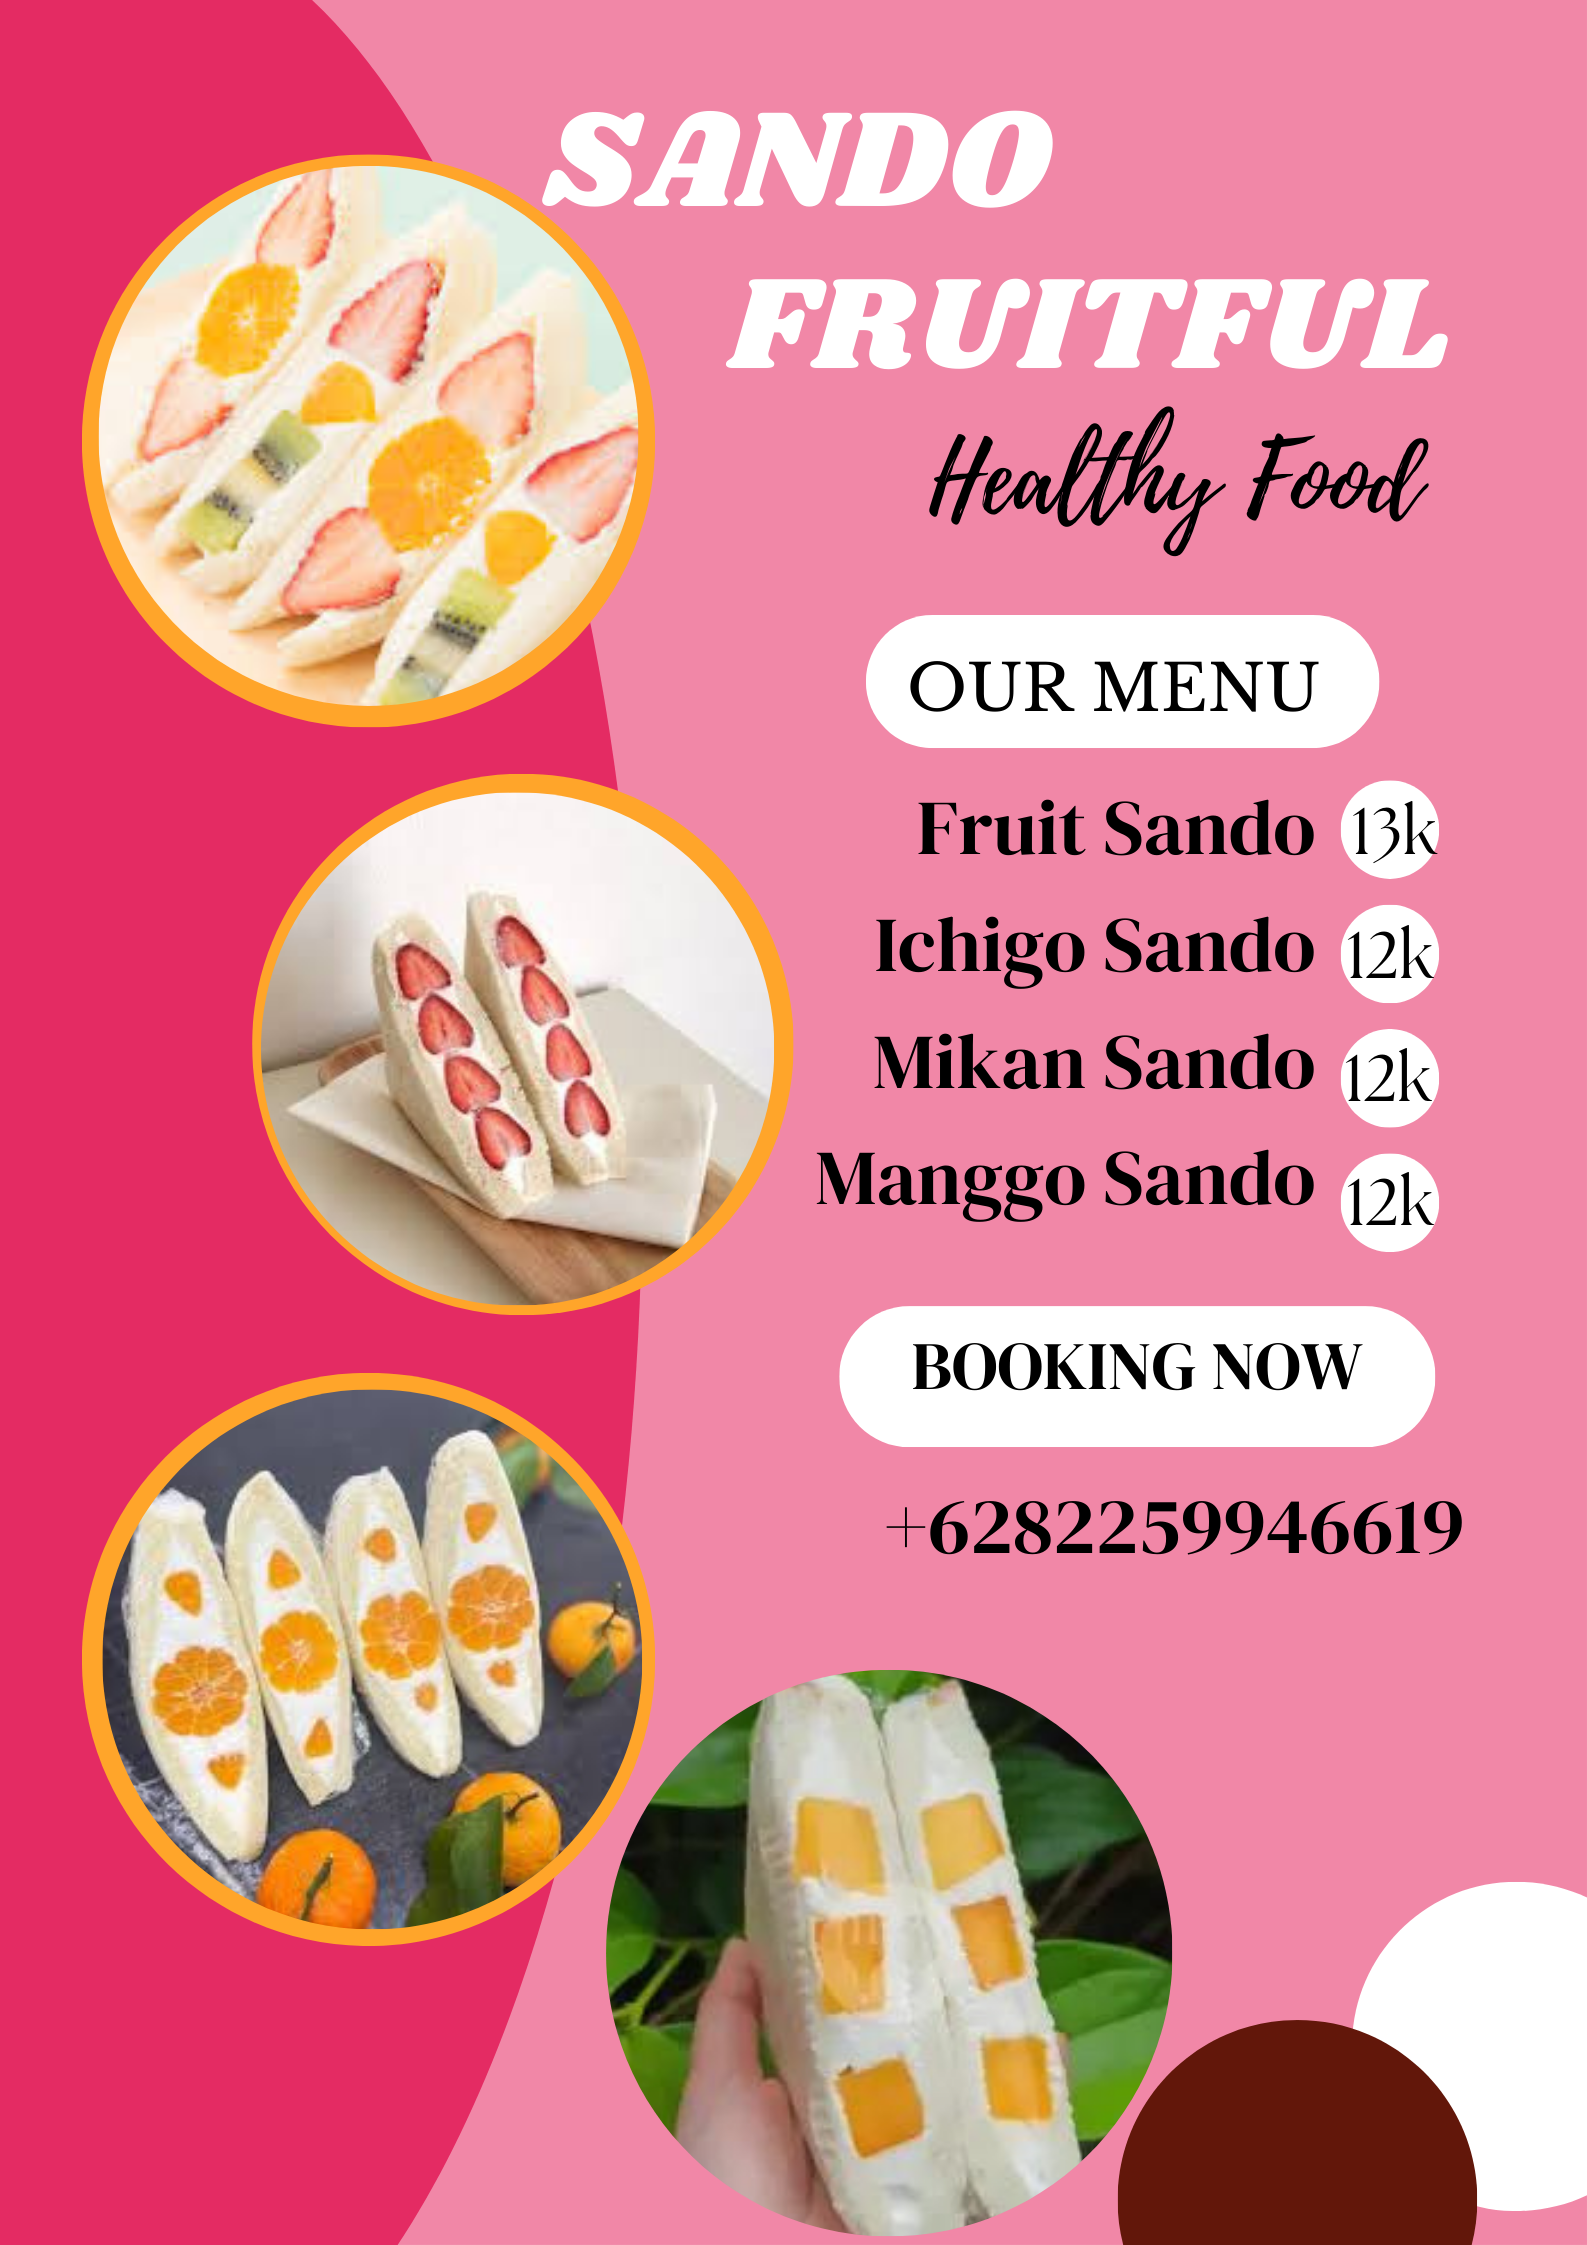 SANDO
FRUITFUL
Healthy Food
OUR MENU
Fruit Sando 13k
Ichigo Sando 12k
Mikan Sando 12k
Manggo Sando 12k
BOOKING NOW
+6282259946619